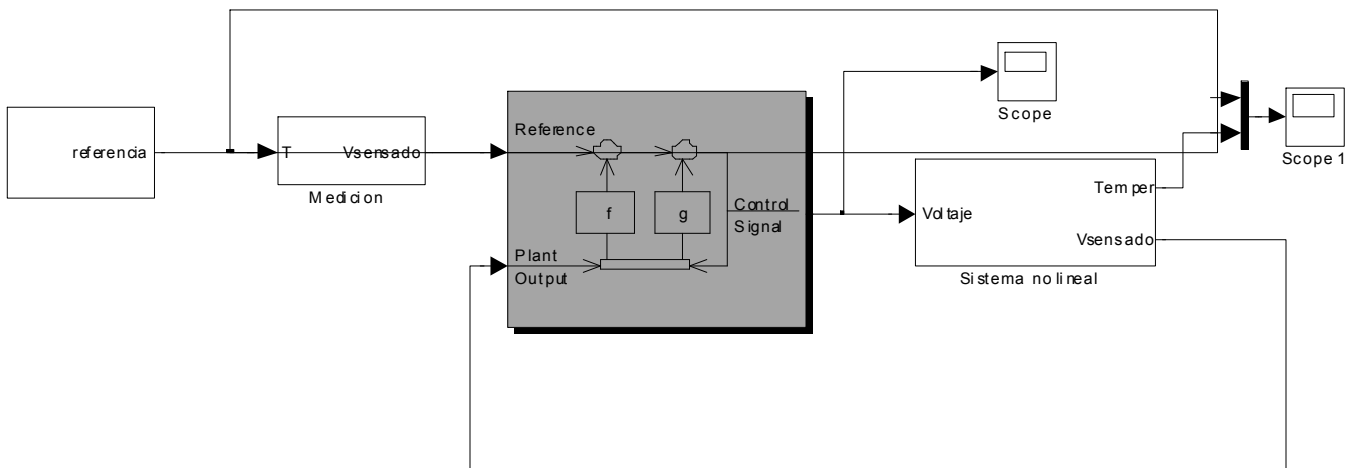 Scope
Scope 1
referencia
T
Vsensado
Medicion
Reference
f
g
Control
Signal
Plant
Output
Voltaje
Temper
Vsensado
Sistema no lineal